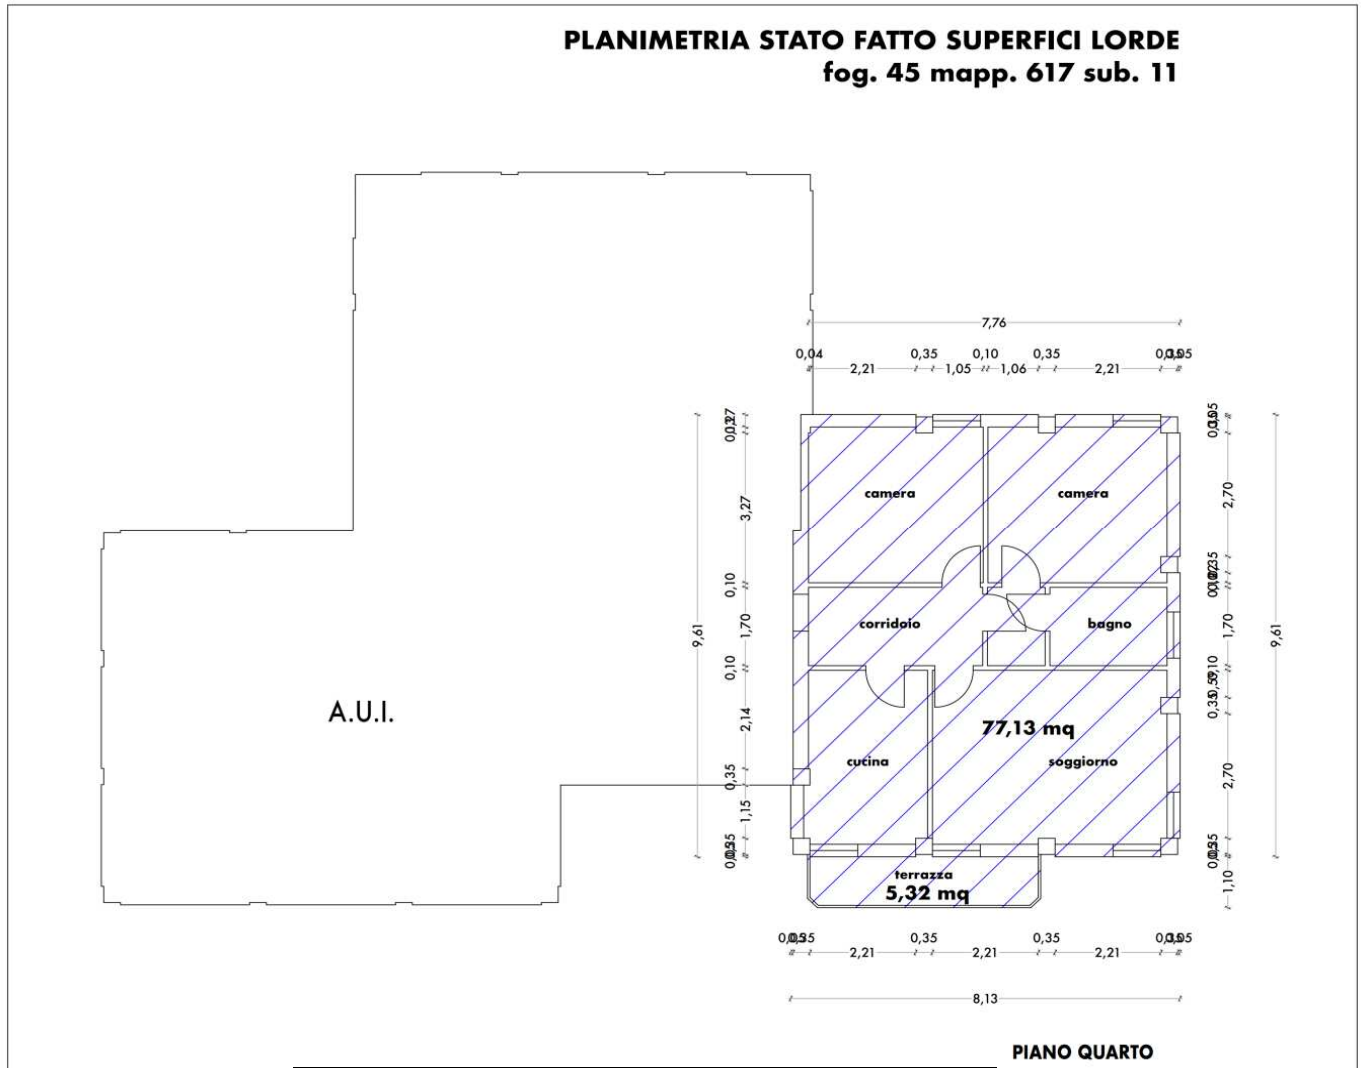 PLANIMETRIA STATO FATTO SUPERFICI LORDE
fog. 45 mapp. 617 sub. 11
7,76
0,04 0,35 0,10 0,35
2,21 1,05 1,06 2,21
camera camera
3,27 2,70
0,10
corridoio bagno
1,70 1,70
9,61 9,61
0,10
A.U.I.
2,14
77,13 mq
cucina soggiorno
0,35 2,70
1,15
terrazza
5,32 mq
1,10
0,35 0,35
2,21 2,21 2,21
8,13
PIANO QUARTO